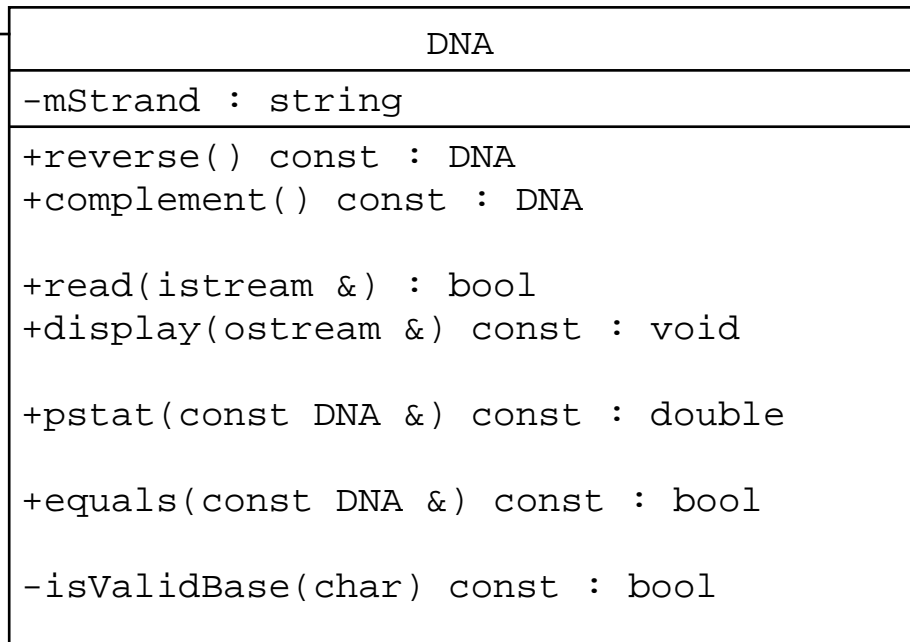 DNA
-mStrand : string
+reverse() const : DNA
+complement() const : DNA
+read(istream &) : bool
+display(ostream &) const : void
+pstat(const DNA &) const : double
+equals(const DNA &) const : bool
-isValidBase(char) const : bool